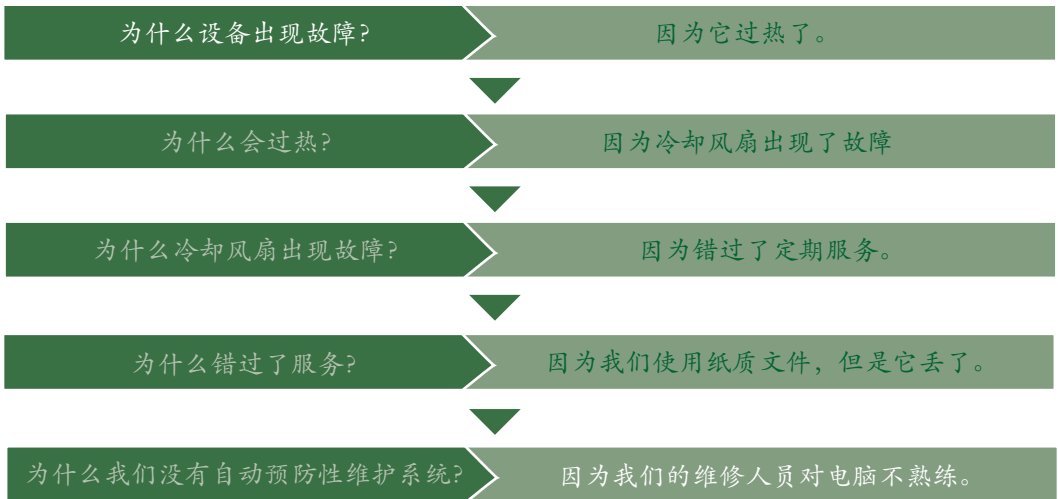 为什么设备出现故障?
因为它过热了。
为什么会过热?
因为冷却风扇出现了故障
为什么冷却风扇出现故障?
因为错过了定期服务。
为什么错过了服务?
因为我们使用纸质文件，但是它丢了。
为什么我们没有自动预防性维护系统?
因为我们的维修人员对电脑不熟练。